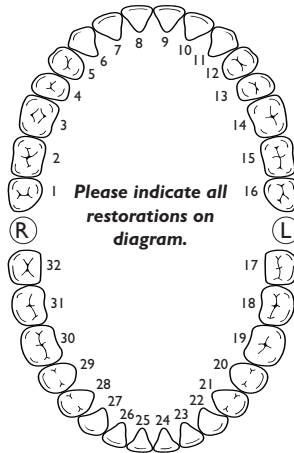 8 9
7 10
6 11
5 12
4 13
3 14
2 15
1 16
Please indicate all
restorations on
diagram.
R L
32 17
31 18
30 19
29 20
28 21
27 22
26 25 24 23